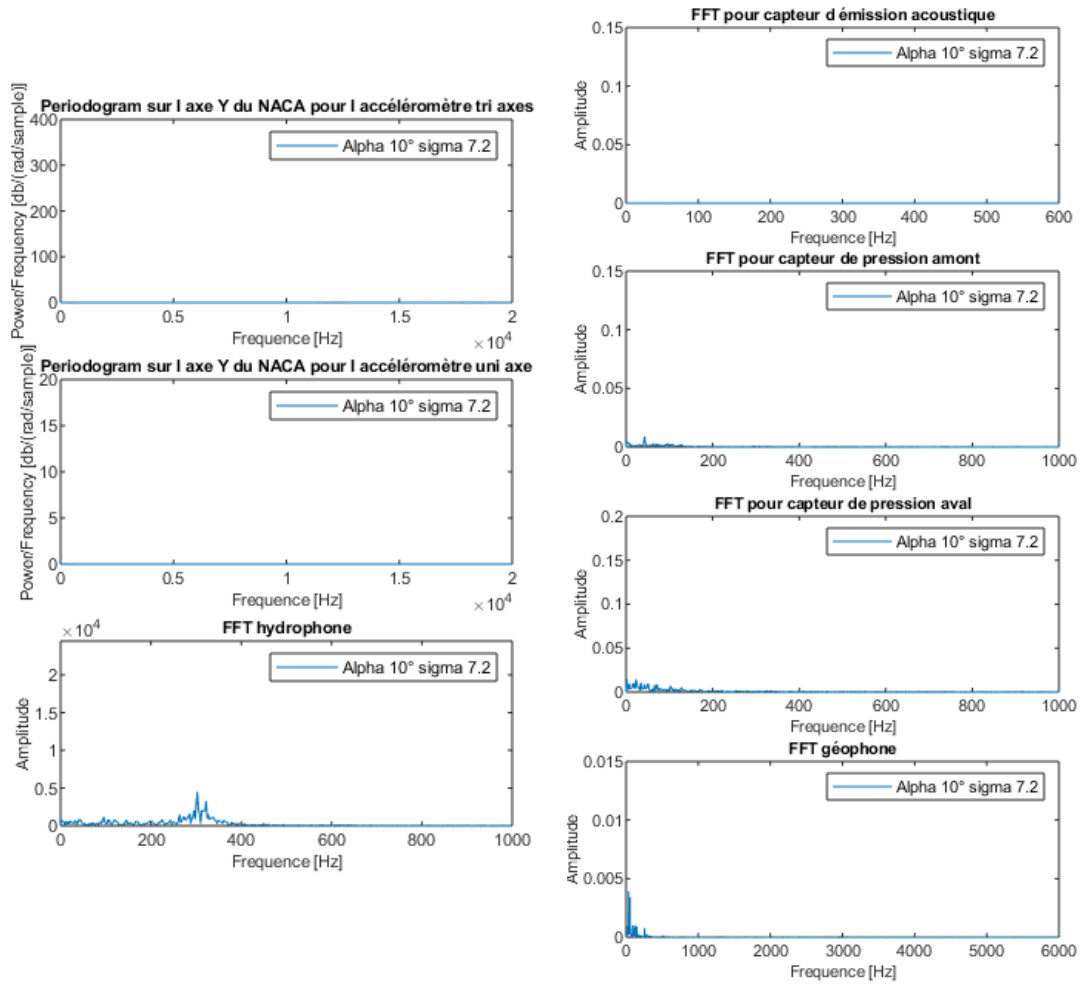 Periodogram sur l axe Y du NACA pour l accéléromètre tri axes
Power/Frequency [db/(rad/sample)]
400
300
200
100
0
Alpha 10° sigma 7.2
0 0.5 1 1.5 2
Frequence [Hz]
×10⁴
Periodogram sur l axe Y du NACA pour l accéléromètre uni axe
Power/Frequency [db/(rad/sample)]
20
15
10
5
0
Alpha 10° sigma 7.2
0 0.5 1 1.5 2
Frequence [Hz]
×10⁴
FFT hydrophone
×10⁴
Amplitude
2
1.5
1
0.5
0
Alpha 10° sigma 7.2
0 200 400 600 800 1000
Frequence [Hz]
FFT pour capteur d émission acoustique
Amplitude
0.15
0.1
0.05
0
Alpha 10° sigma 7.2
0 100 200 300 400 500 600
Frequence [Hz]
FFT pour capteur de pression amont
Amplitude
0.15
0.1
0.05
0
Alpha 10° sigma 7.2
0 200 400 600 800 1000
Frequence [Hz]
FFT pour capteur de pression aval
Amplitude
0.2
0.15
0.1
0.05
0
Alpha 10° sigma 7.2
0 200 400 600 800 1000
Frequence [Hz]
FFT géophone
Amplitude
0.015
0.01
0.005
0
Alpha 10° sigma 7.2
0 1000 2000 3000 4000 5000 6000
Frequence [Hz]